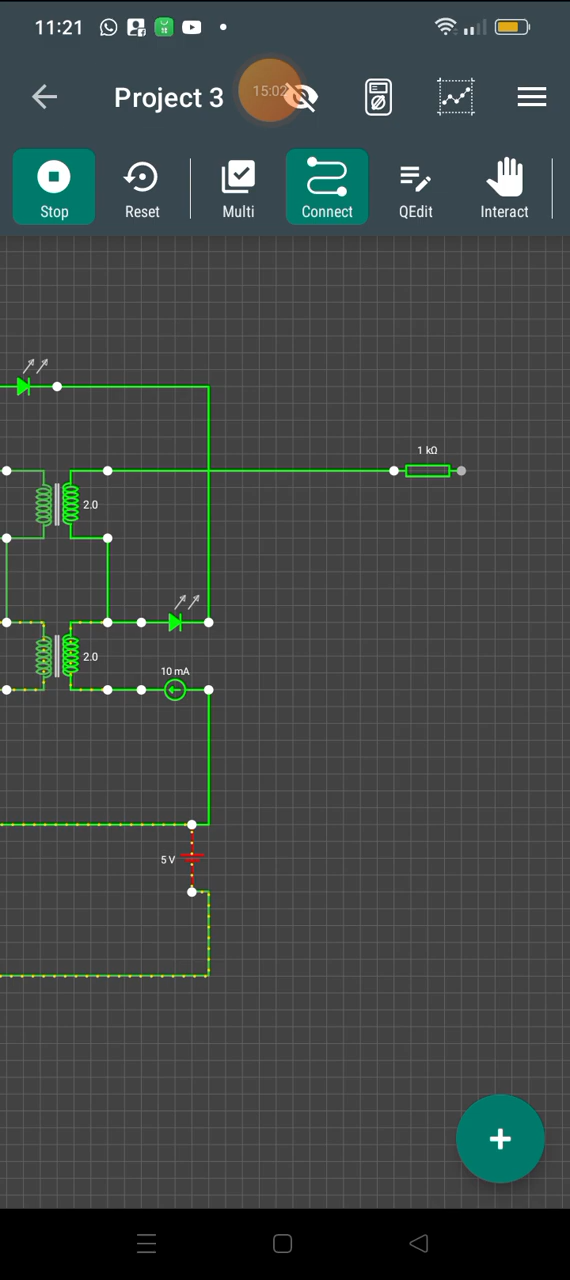 11:21
Project 3
15:02
Stop
Reset
Multi
Connect
QEdit
Interact
1 kΩ
2.0
2.0
10 mA
5 V